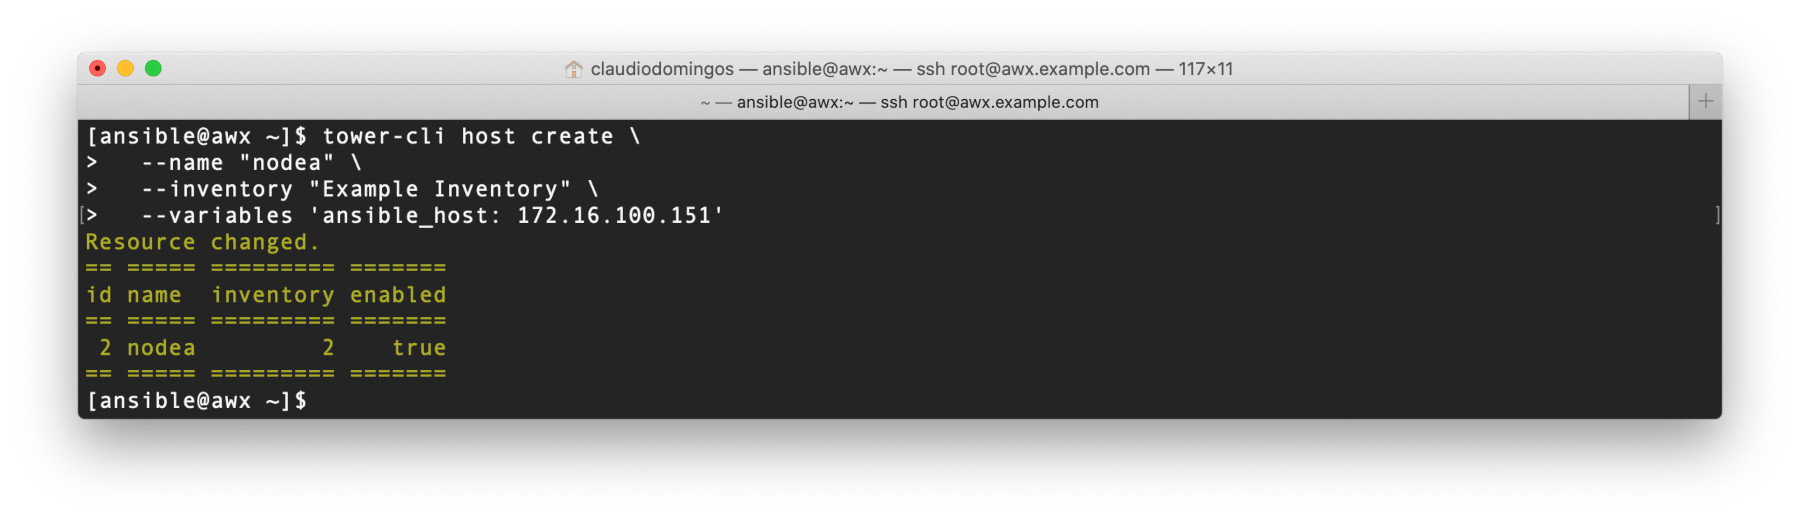 claudiodomingos — ansible@awx:~ — ssh root@awx.example.com — 117×11
~ — ansible@awx:~ — ssh root@awx.example.com +
[ansible@awx ~]$ tower-cli host create \
>   --name "nodea" \
>   --inventory "Example Inventory" \
[>   --variables 'ansible_host: 172.16.100.151' ]
Resource changed.
== ===== ========= =======
id name  inventory enabled
== ===== ========= =======
 2 nodea         2    true
== ===== ========= =======
[ansible@awx ~]$